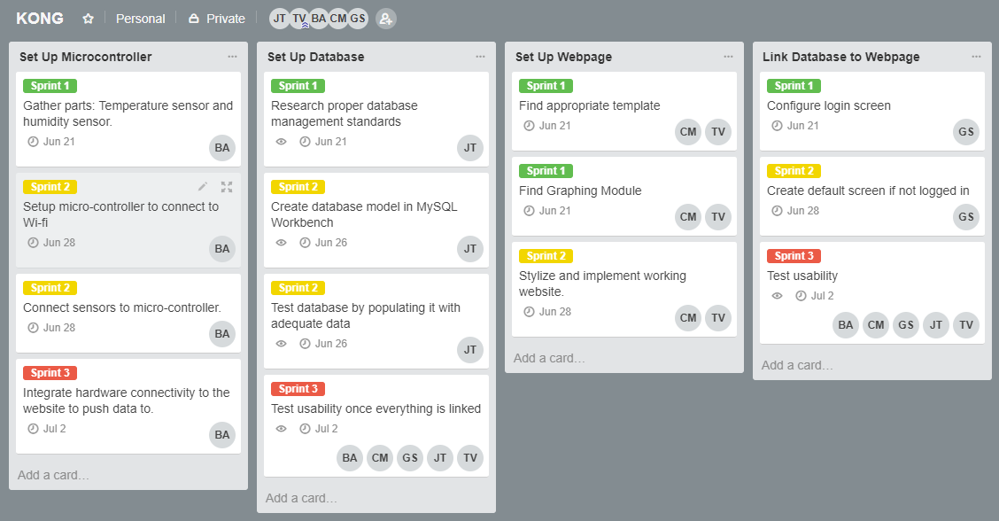 KONG Personal Private JT TV BA CM GS
Set Up Microcontroller
Sprint 1
Gather parts: Temperature sensor and
humidity sensor.
Jun 21
BA
Sprint 2
Setup micro-controller to connect to
Wi-fi
Jun 28
BA
Sprint 2
Connect sensors to micro-controller.
Jun 28
BA
Sprint 3
Integrate hardware connectivity to the
website to push data to.
Jul 2
BA
Add a card...
Set Up Database
Sprint 1
Research proper database
management standards
Jun 21
JT
Sprint 2
Create database model in MySQL
Workbench
Jun 26
JT
Sprint 2
Test database by populating it with
adequate data
Jun 26
JT
Sprint 3
Test usability once everything is linked
Jul 2
BA CM GS JT TV
Add a card...
Set Up Webpage
Sprint 1
Find appropriate template
Jun 21
CM TV
Sprint 1
Find Graphing Module
Jun 21
CM TV
Sprint 2
Stylize and implement working
website.
Jun 28
CM TV
Add a card...
Link Database to Webpage
Sprint 1
Configure login screen
Jun 21
GS
Sprint 2
Create default screen if not logged in
Jun 28
GS
Sprint 3
Test usability
Jul 2
BA CM GS JT TV
Add a card...